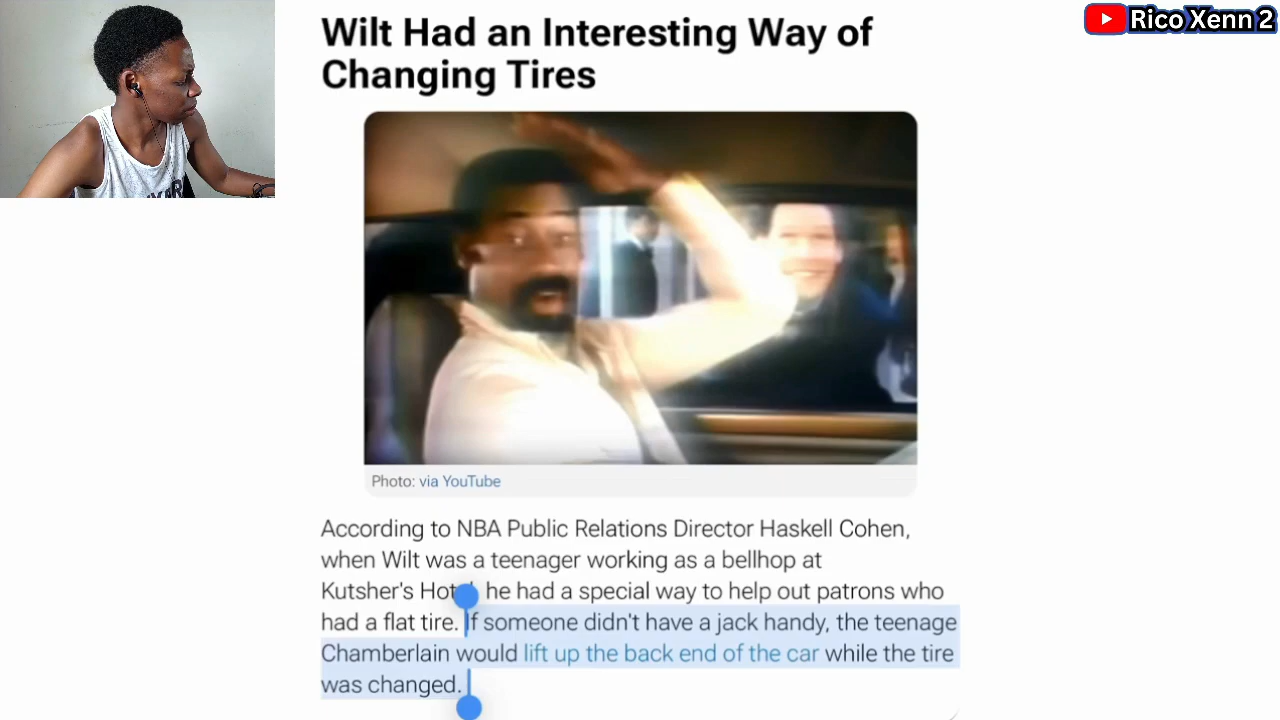 Rico Xenn 2
Wilt Had an Interesting Way of
Changing Tires
Photo: via YouTube
According to NBA Public Relations Director Haskell Cohen,
when Wilt was a teenager working as a bellhop at
Kutsher's Hotel, he had a special way to help out patrons who
had a flat tire. If someone didn't have a jack handy, the teenage
Chamberlain would lift up the back end of the car while the tire
was changed.